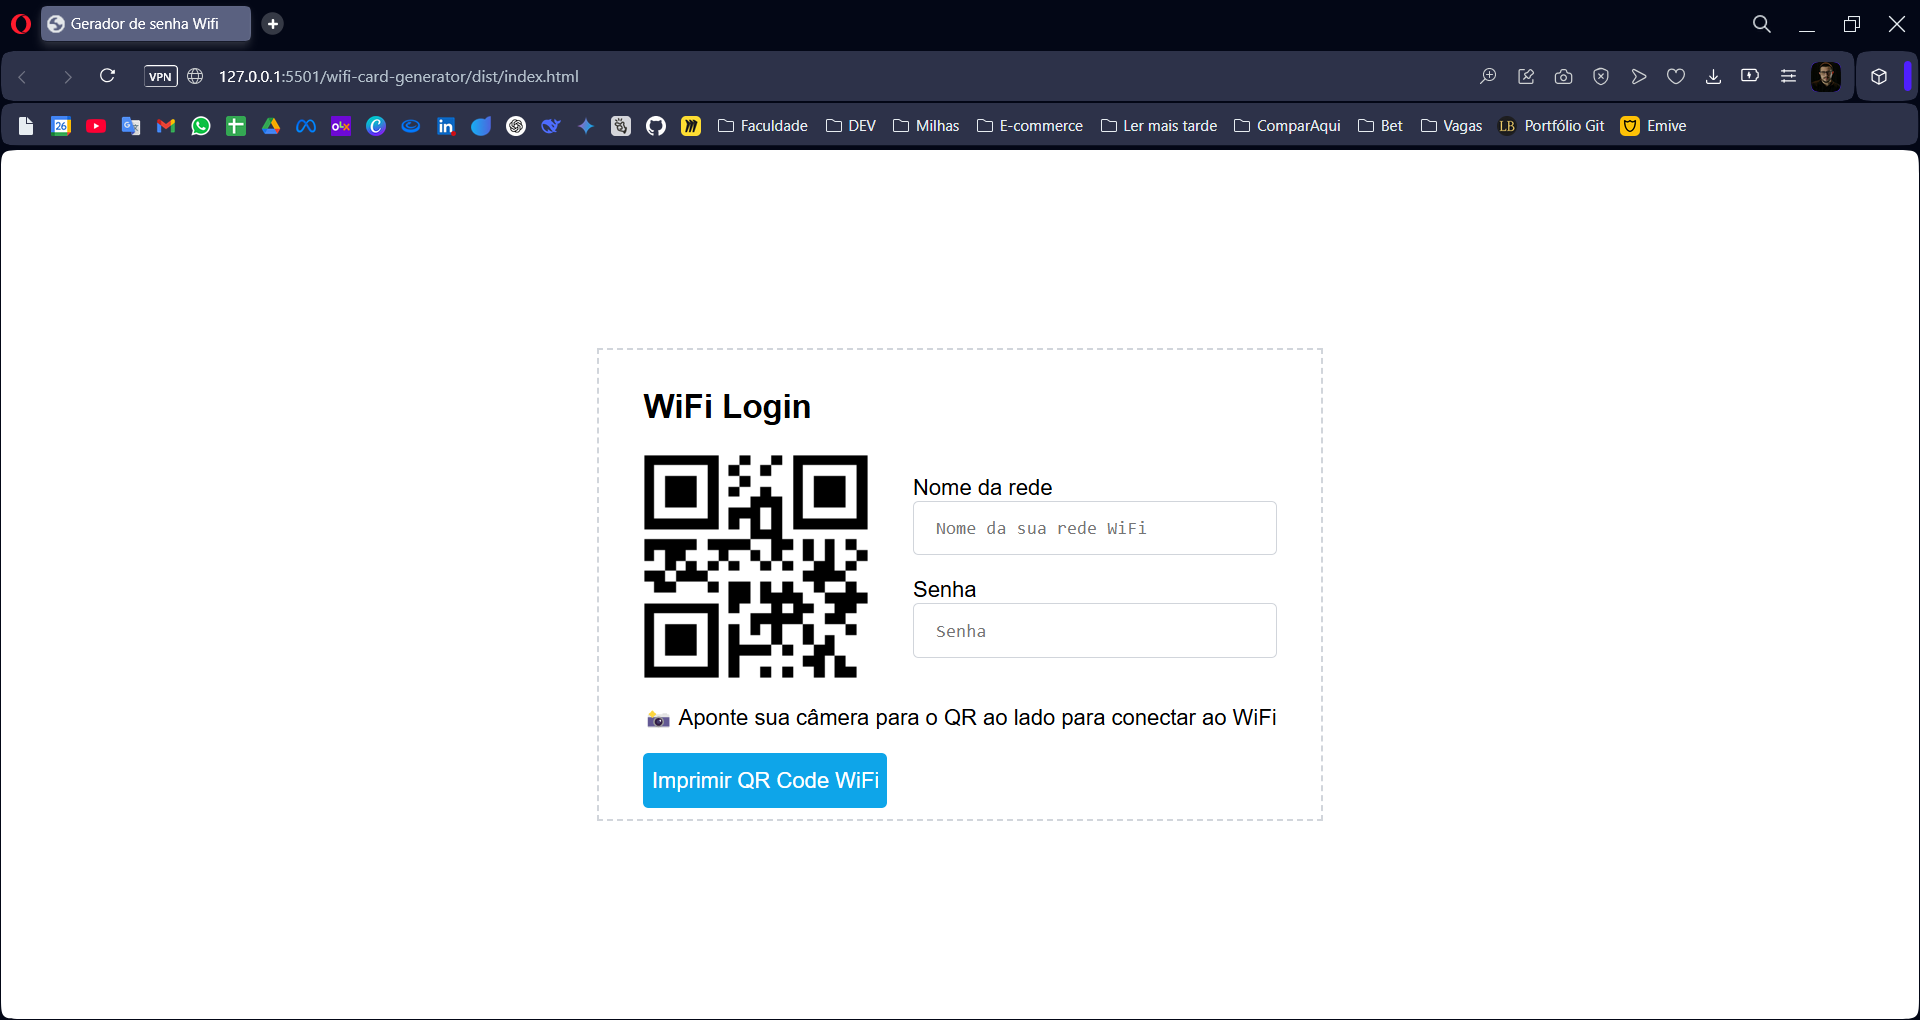 Gerador de senha Wifi
VPN 127.0.0.1:5501/wifi-card-generator/dist/index.html
26 olx in m Faculdade DEV Milhas E-commerce Ler mais tarde ComparAqui Bet Vagas LB Portfólio Git Emive
WiFi Login
Nome da rede
Nome da sua rede WiFi
Senha
Senha
Aponte sua câmera para o QR ao lado para conectar ao WiFi
Imprimir QR Code WiFi